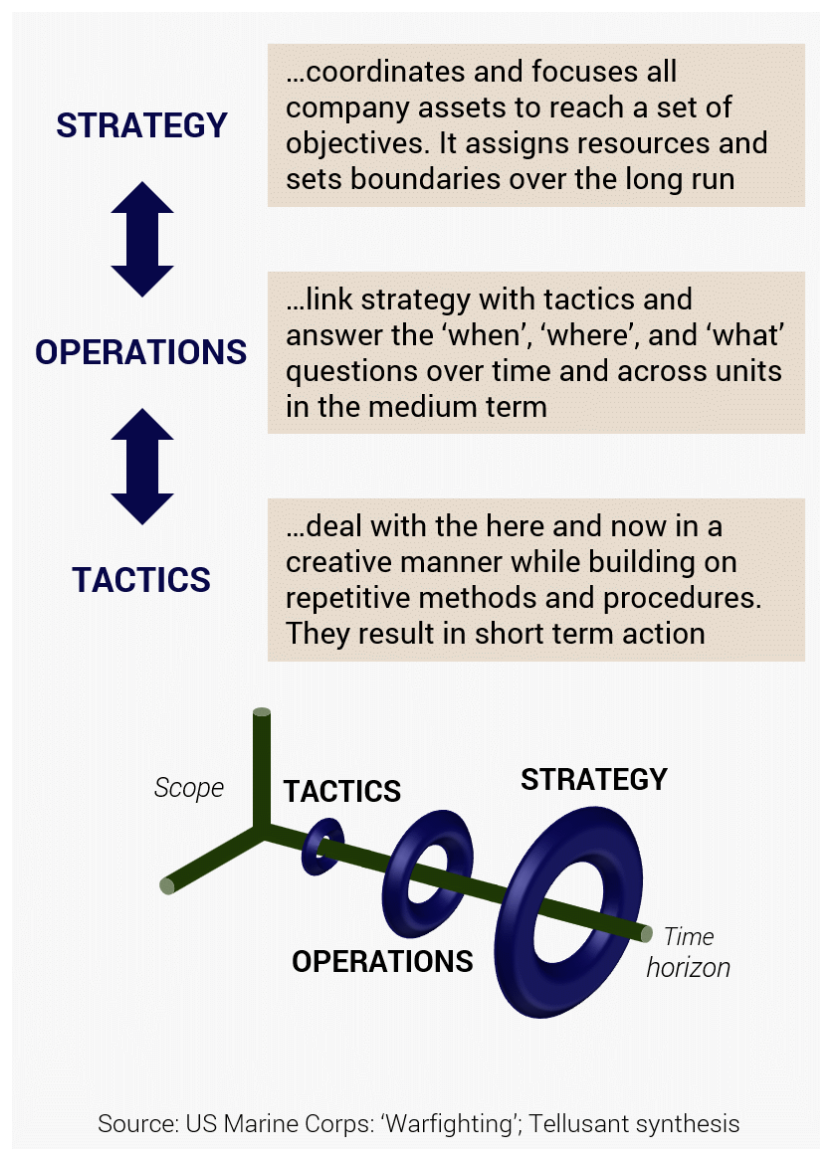 STRATEGY
…coordinates and focuses all
company assets to reach a set of
objectives. It assigns resources and
sets boundaries over the long run
OPERATIONS
…link strategy with tactics and
answer the ‘when’, ‘where’, and ‘what’
questions over time and across units
in the medium term
TACTICS
…deal with the here and now in a
creative manner while building on
repetitive methods and procedures.
They result in short term action
Scope
TACTICS
STRATEGY
OPERATIONS
Time
horizon
Source: US Marine Corps: ‘Warfighting’; Tellusant synthesis